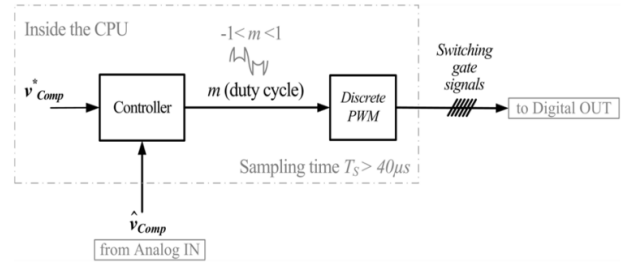 Inside the CPU
-1< m <1
Switching
gate
signals
v*Comp
Controller
m (duty cycle)
Discrete
PWM
to Digital OUT
Sampling time TS > 40μs
v̂Comp
from Analog IN